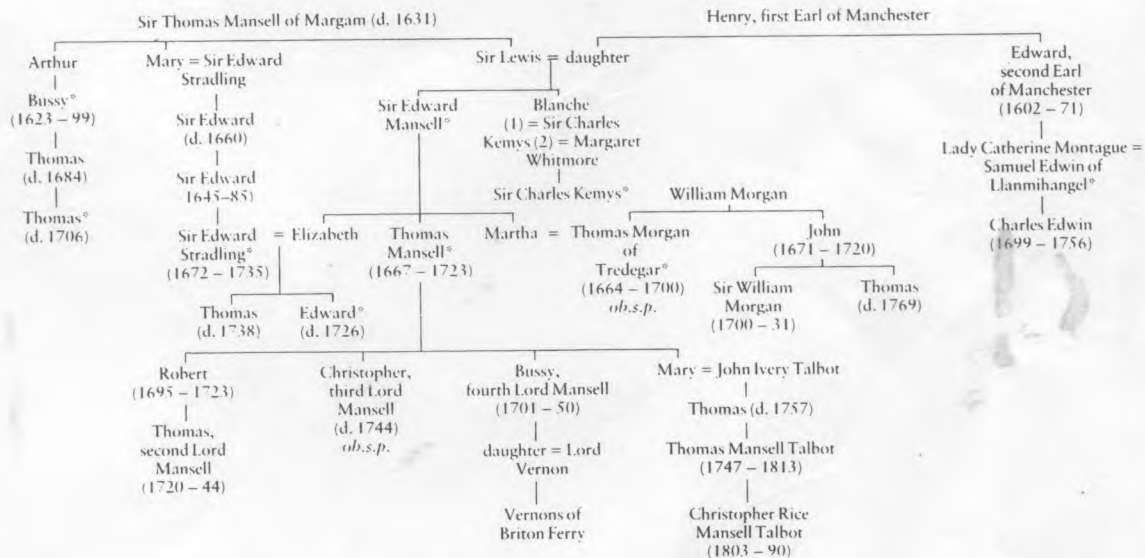 Sir Thomas Mansell of Margam (d. 1631)
Henry, first Earl of Manchester
Arthur
Bussy*
(1623 – 99)
Thomas
(d. 1684)
Thomas*
(d. 1706)
Mary = Sir Edward
Stradling
Sir Edward
(d. 1660)
Sir Edward
1645–85)
Sir Edward
Stradling*
(1672 – 1735)
= Elizabeth
Thomas
(d. 1738)
Edward*
(d. 1726)
Sir Lewis = daughter
Sir Edward
Mansell*
Blanche
(1) = Sir Charles
Kemys (2) = Margaret
Whitmore
Sir Charles Kemys*
Thomas
Mansell*
(1667 – 1723)
Martha =
William Morgan
Thomas Morgan
of
Tredegar*
(1664 – 1700)
ob.s.p.
John
(1671 – 1720)
Sir William
Morgan
(1700 – 31)
Thomas
(d. 1769)
Edward,
second Earl
of Manchester
(1602 – 71)
Lady Catherine Montague =
Samuel Edwin of
Llanmihangel*
Charles Edwin
(1699 – 1756)
Robert
(1695 – 1723)
Thomas,
second Lord
Mansell
(1720 – 44)
Christopher,
third Lord
Mansell
(d. 1744)
ob.s.p.
Bussy,
fourth Lord Mansell
(1701 – 50)
daughter = Lord
Vernon
Vernons of
Briton Ferry
Mary = John Ivery Talbot
Thomas (d. 1757)
Thomas Mansell Talbot
(1747 – 1813)
Christopher Rice
Mansell Talbot
(1803 – 90)